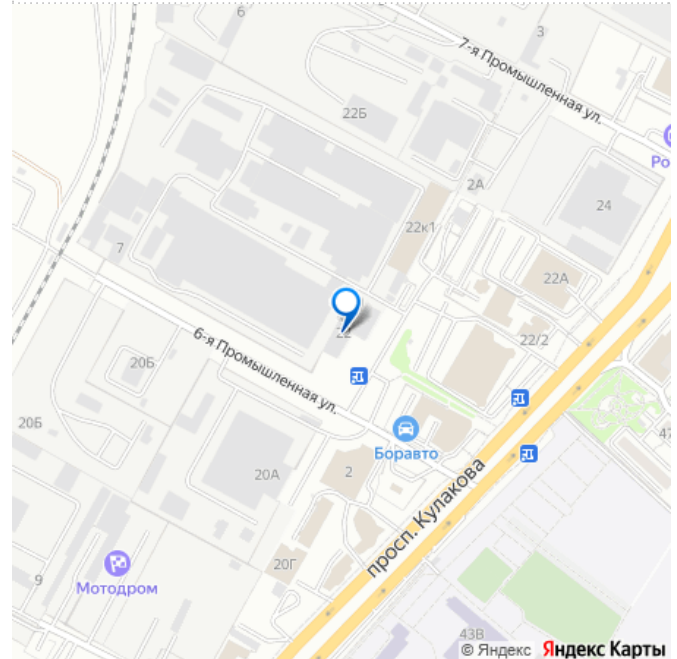 6
3
7-я Промышленная ул.
22Б
Ро
2А
24
22к1
7
22А
22
22/2
6-я Промышленная ул.
20Б
20Б
47
Боравто
20А
2
просп. Кулакова
Мотодром
9
20Г
43В
© Яндекс Яндекс Карты